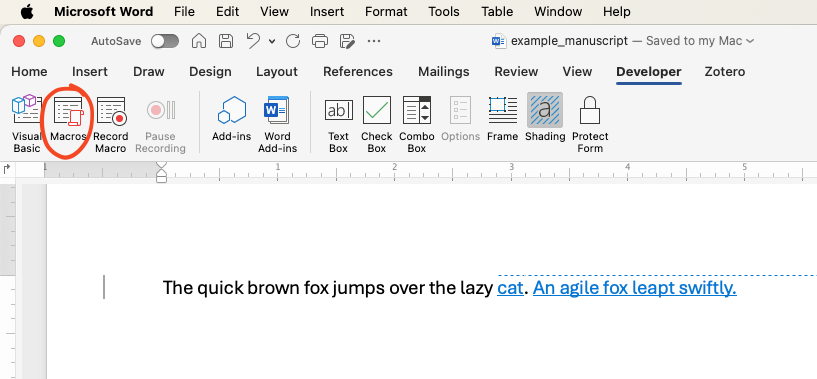 Microsoft Word File Edit View Insert Format Tools Table Window Help
AutoSave example_manuscript — Saved to my Mac
Home Insert Draw Design Layout References Mailings Review View Developer Zotero
Visual Basic
Macros
Record Macro
Pause Recording
Add-ins
Word Add-ins
Text Box
Check Box
Combo Box
Options
Frame
Shading
Protect Form
1 1 2 3 4 5
The quick brown fox jumps over the lazy cat. An agile fox leapt swiftly.